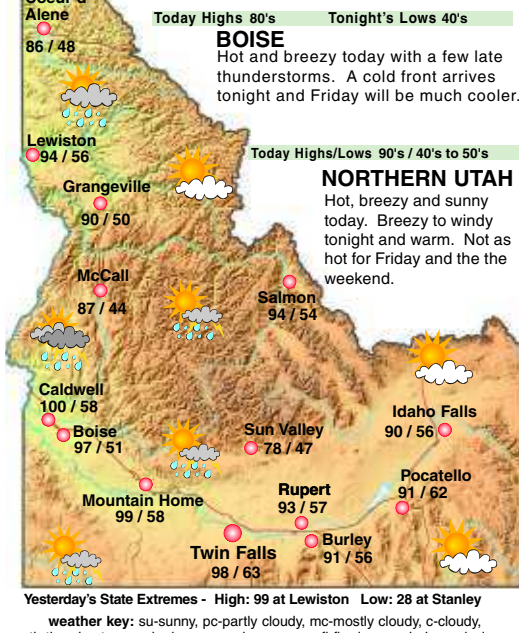 Alene
86 / 48
Today Highs 80's Tonight's Lows 40's
BOISE
Hot and breezy today with a few late
thunderstorms. A cold front arrives
tonight and Friday will be much cooler.
Lewiston
94 / 56
Today Highs/Lows 90's / 40's to 50's
Grangeville
90 / 50
NORTHERN UTAH
Hot, breezy and sunny
today. Breezy to windy
tonight and warm. Not as
hot for Friday and the the
weekend.
McCall
87 / 44
Salmon
94 / 54
Caldwell
100 / 58
Boise
97 / 51
Sun Valley
78 / 47
Idaho Falls
90 / 56
Mountain Home
99 / 58
Rupert
93 / 57
Pocatello
91 / 62
Twin Falls
98 / 63
Burley
91 / 56
Yesterday's State Extremes - High: 99 at Lewiston Low: 28 at Stanley
weather key: su-sunny, pc-partly cloudy, mc-mostly cloudy, c-cloudy,